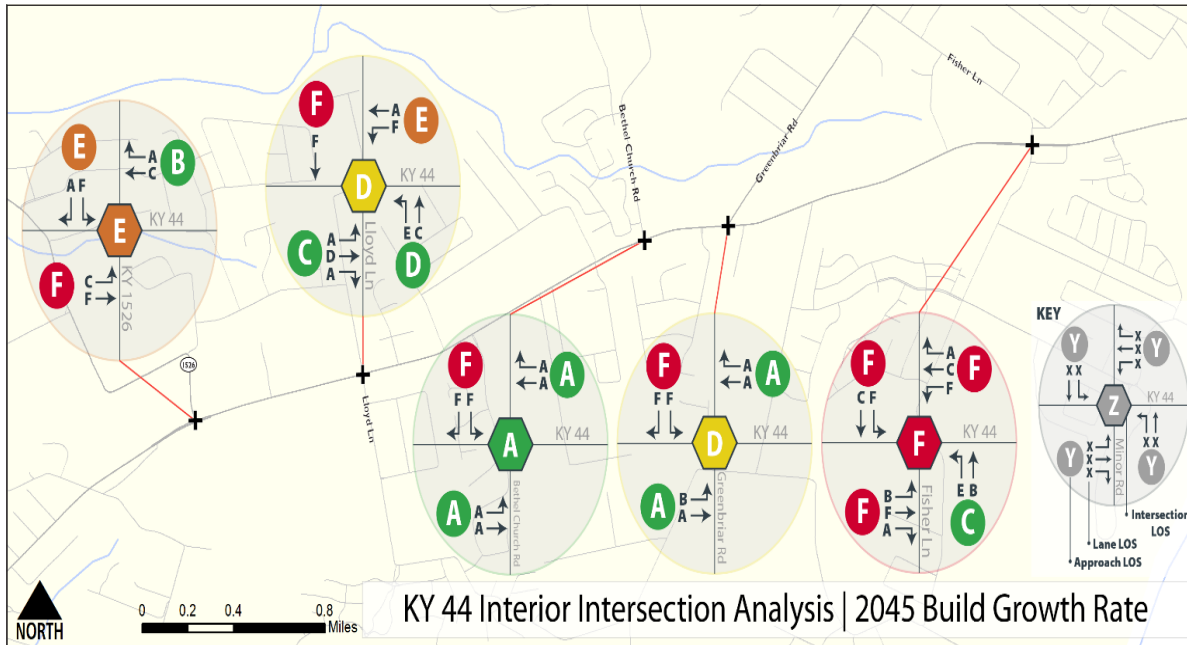 Fisher Ln
Bethel Church Rd
Greenbriar Rd
F
A
F
E
E
A
B
C
A F
KY 44
E
F
C
F
KY 1526
F
D
KY 44
C
A
D
A
E C
D
Lloyd Ln
1526
Lloyd Ln
F
F F
A
A
A
KY 44
A
A
A
A
Bethel Church Rd
F
F F
A
A
A
KY 44
D
A
B
A
Greenbriar Rd
F
C F
A
C
F
F
KY 44
F
F
B
F
A
E B
C
Fisher Ln
KEY
Y
X X
X
X
X
Y
KY 44
Z
X
X
X
Y
X X
Y
Minor Rd
• Intersection
LOS
• Lane LOS
• Approach LOS
NORTH
0 0.2 0.4 0.8
Miles
KY 44 Interior Intersection Analysis | 2045 Build Growth Rate